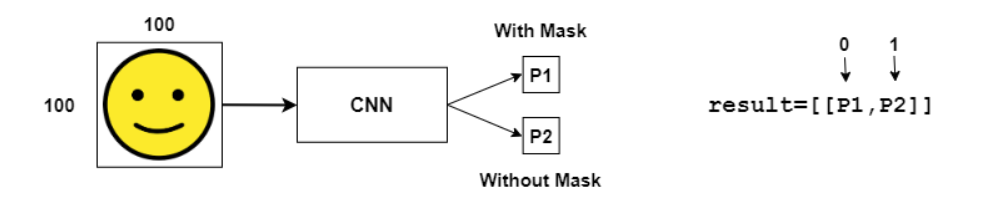 100
100
CNN
With Mask
P1
P2
Without Mask
0 1
result=[[P1,P2]]